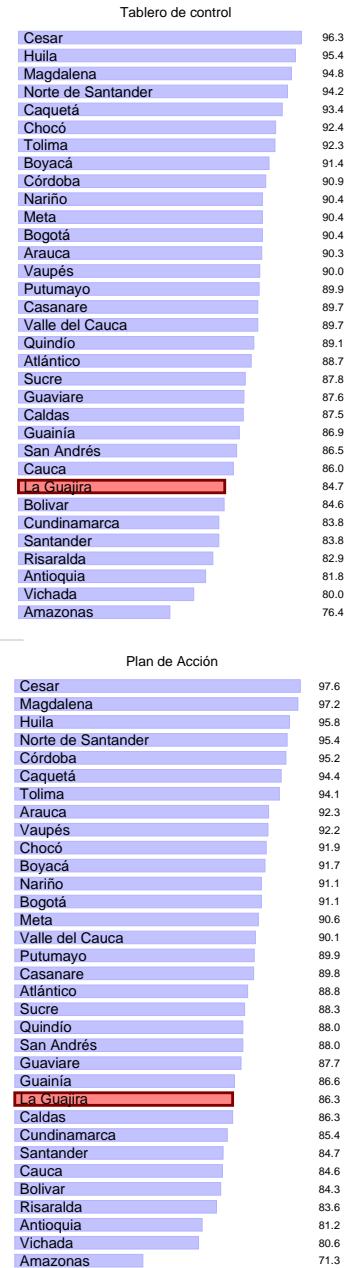 Tablero de control
Cesar 96.3
Huila 95.4
Magdalena 94.8
Norte de Santander 94.2
Caquetá 93.4
Chocó 92.4
Tolima 92.3
Boyacá 91.4
Córdoba 90.9
Nariño 90.4
Meta 90.4
Bogotá 90.4
Arauca 90.3
Vaupés 90.0
Putumayo 89.9
Casanare 89.7
Valle del Cauca 89.7
Quindío 89.1
Atlántico 88.7
Sucre 87.8
Guaviare 87.6
Caldas 87.5
Guainía 86.9
San Andrés 86.5
Cauca 86.0
La Guajira 84.7
Bolivar 84.6
Cundinamarca 83.8
Santander 83.8
Risaralda 82.9
Antioquia 81.8
Vichada 80.0
Amazonas 76.4
Plan de Acción
Cesar 97.6
Magdalena 97.2
Huila 95.8
Norte de Santander 95.4
Córdoba 95.2
Caquetá 94.4
Tolima 94.1
Arauca 92.3
Vaupés 92.2
Chocó 91.9
Boyacá 91.7
Nariño 91.1
Bogotá 91.1
Meta 90.6
Valle del Cauca 90.1
Putumayo 89.9
Casanare 89.8
Atlántico 88.8
Sucre 88.3
Quindío 88.0
San Andrés 88.0
Guaviare 87.7
Guainía 86.6
La Guajira 86.3
Caldas 86.3
Cundinamarca 85.4
Santander 84.7
Cauca 84.6
Bolivar 84.3
Risaralda 83.6
Antioquia 81.2
Vichada 80.6
Amazonas 71.3